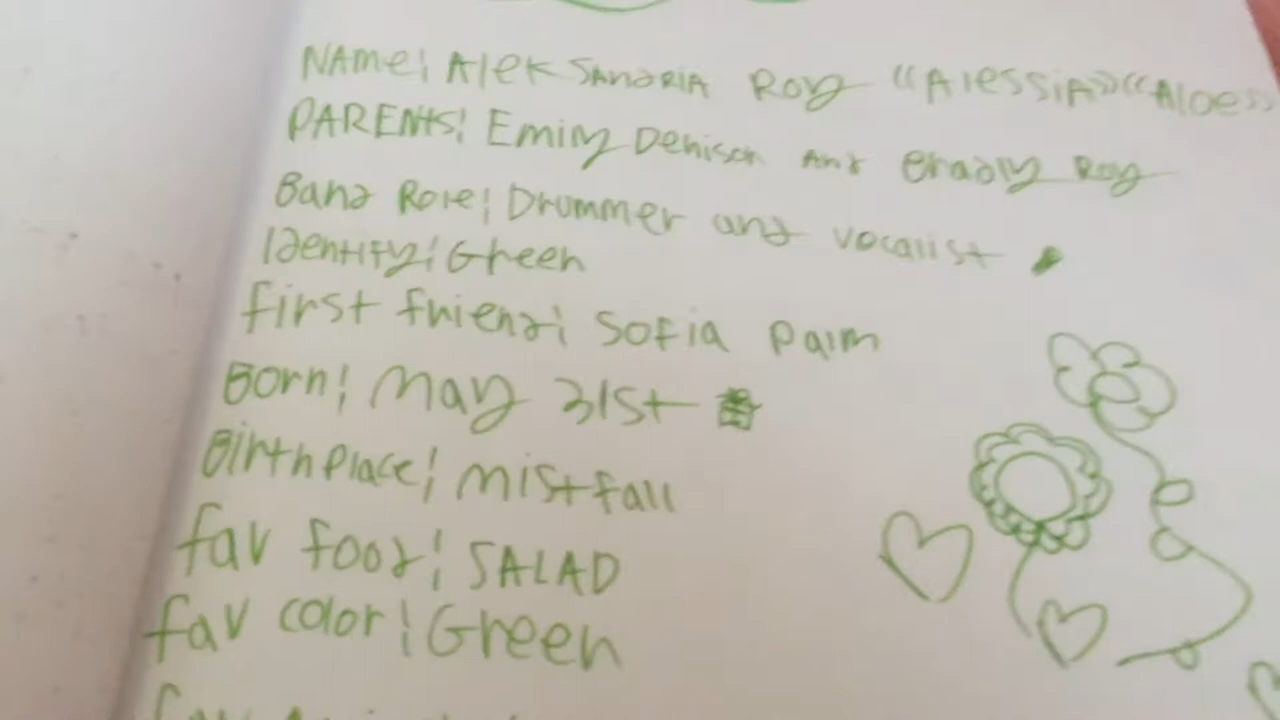 NAme: Aleksandria Roy "Alessia" "Aloe"
PARENts: Emily Denison and Bradly Roy
Band Role: Drummer and vocalist
Identity: Green
first friend: Sofia Palm
Born: May 31st
Birthplace: mistfall
fav food: SALAD
fav color: Green